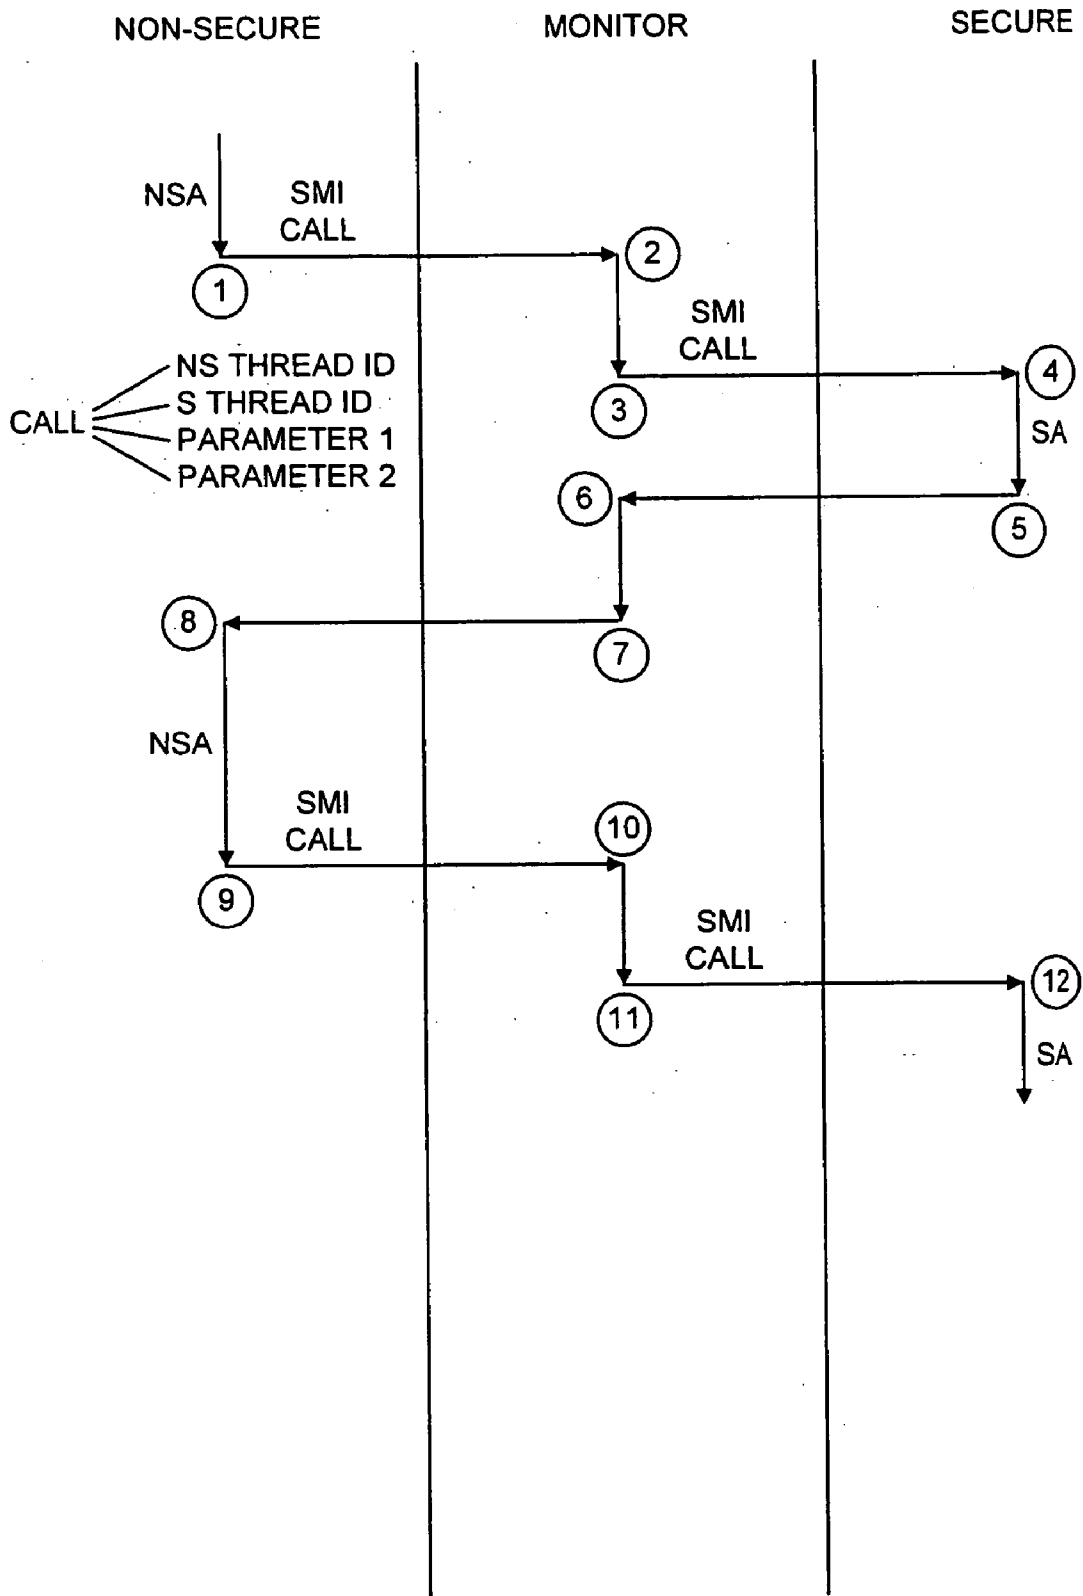 NON-SECURE
MONITOR
SECURE
NSA
SMI
CALL
2
1
SMI
CALL
4
3
NS THREAD ID
S THREAD ID
CALL
PARAMETER 1
PARAMETER 2
SA
6
5
8
7
NSA
SMI
CALL
10
9
SMI
CALL
12
11
SA